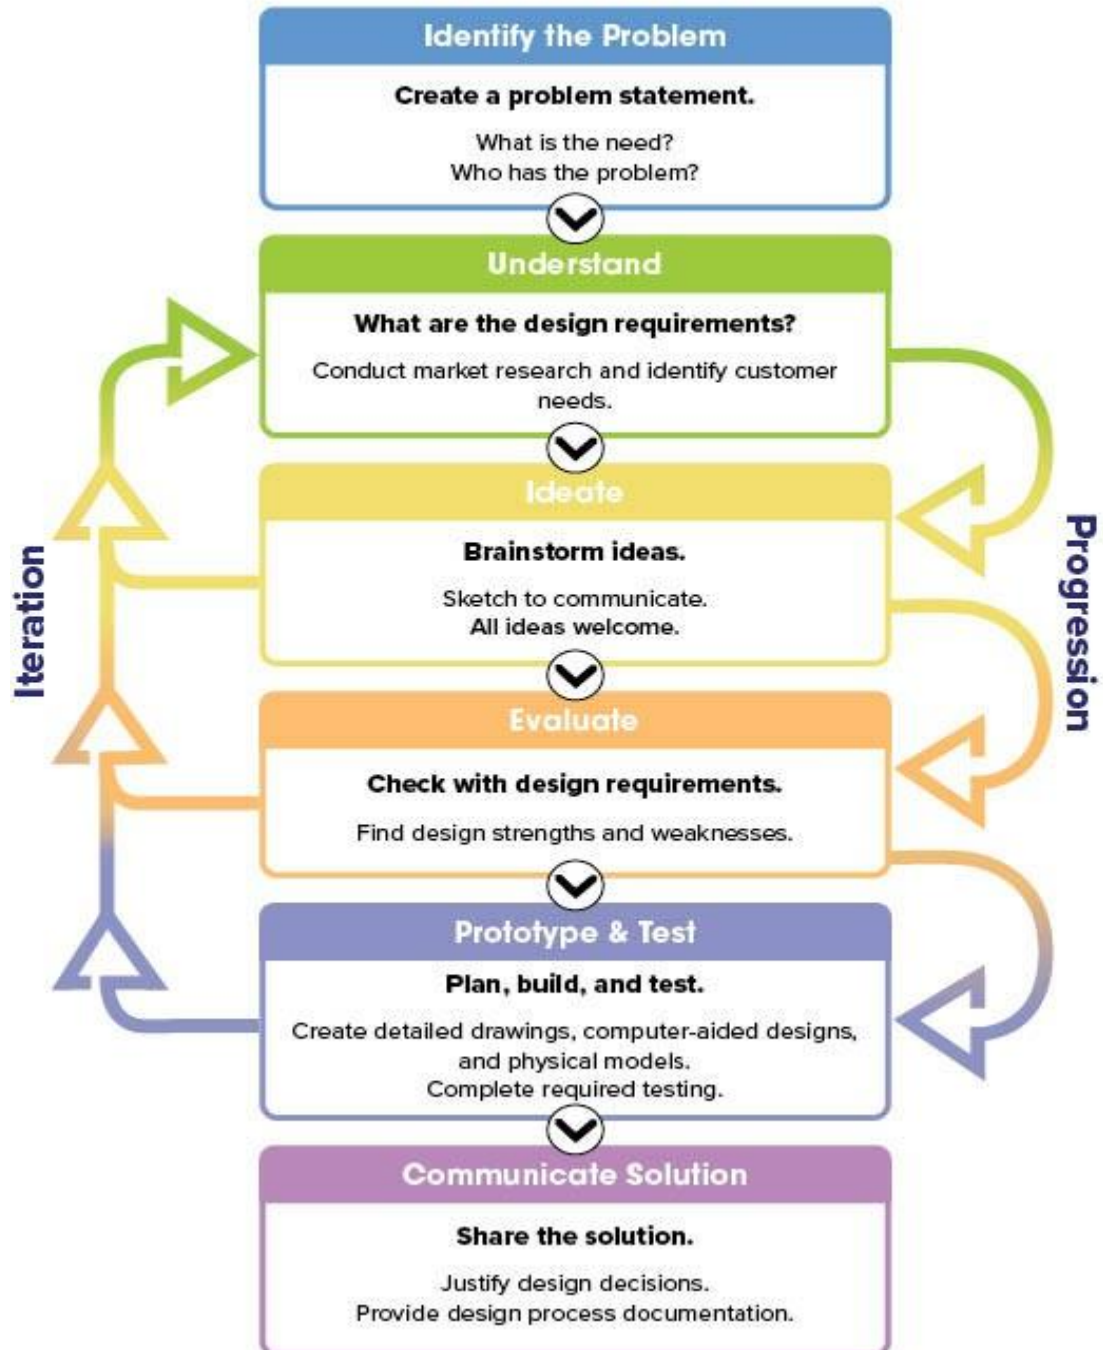 Identify the Problem
Create a problem statement.
What is the need?
Who has the problem?
Understand
What are the design requirements?
Conduct market research and identify customer
needs.
Ideate
Brainstorm ideas.
Sketch to communicate.
All ideas welcome.
Iteration
Progression
Evaluate
Check with design requirements.
Find design strengths and weaknesses.
Prototype & Test
Plan, build, and test.
Create detailed drawings, computer-aided designs,
and physical models.
Complete required testing.
Communicate Solution
Share the solution.
Justify design decisions.
Provide design process documentation.